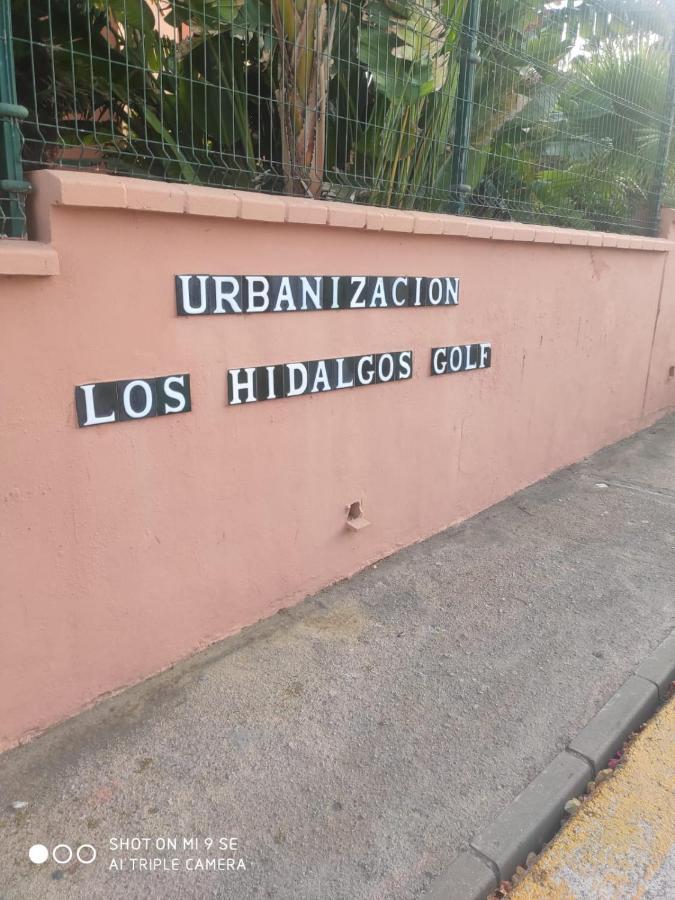 URBANIZACION
LOS HIDALGOS GOLF
SHOT ON MI 9 SE
AI TRIPLE CAMERA